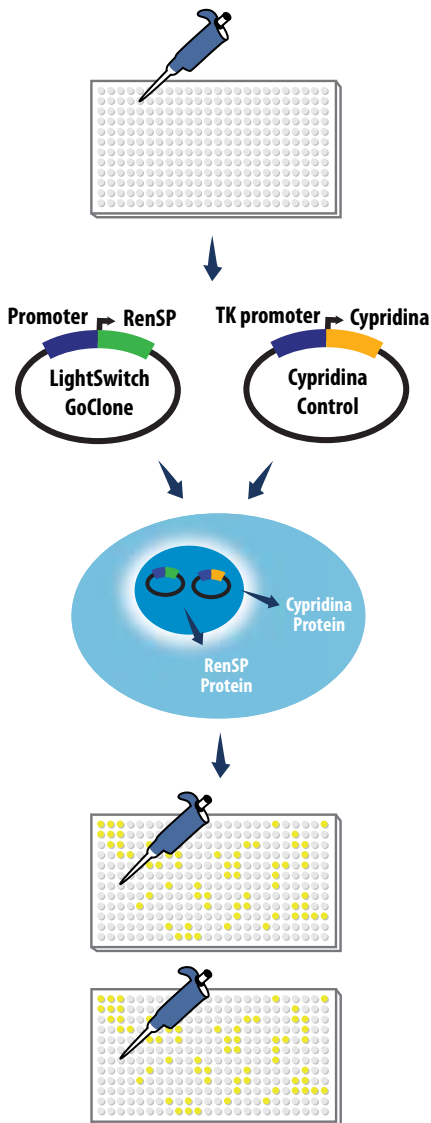 Promoter RenSP
LightSwitch
GoClone
TK promoter Cypridina
Cypridina
Control
Cypridina
Protein
RenSP
Protein